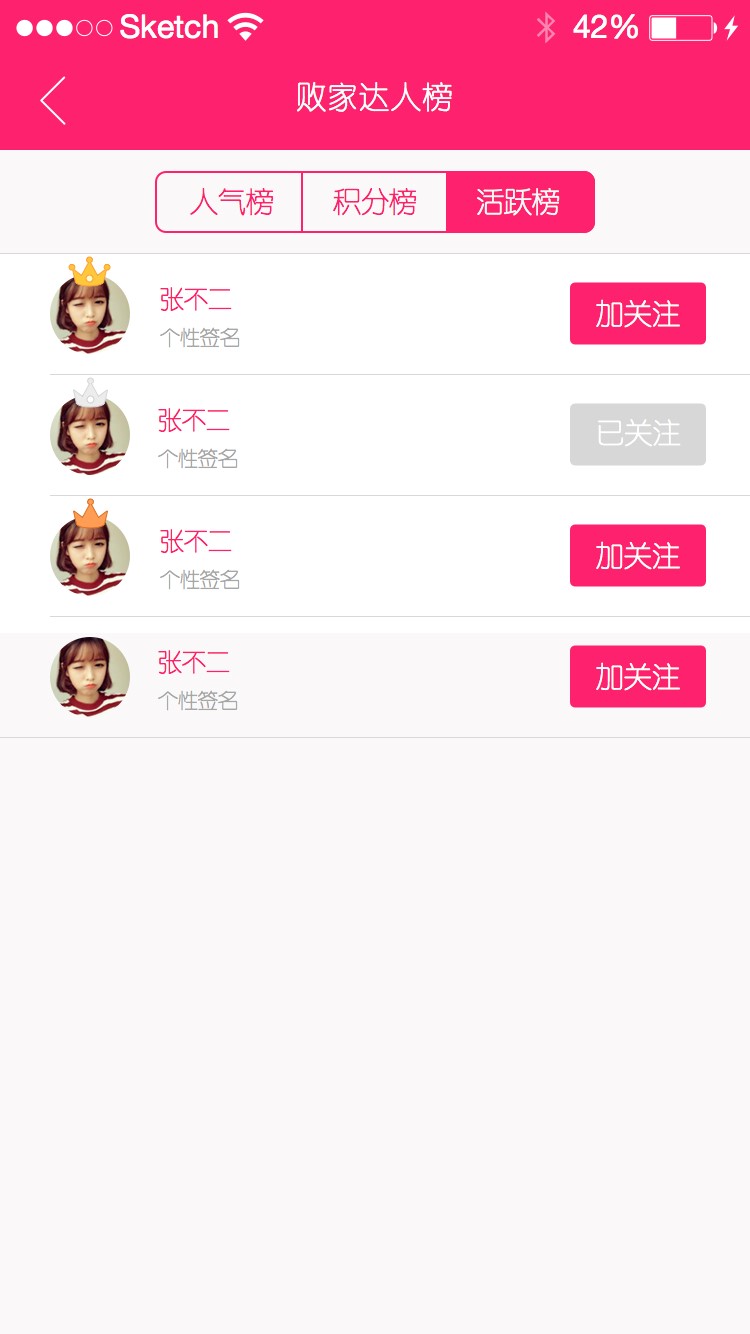 Sketch 42%
败家达人榜
人气榜 积分榜 活跃榜
张不二
个性签名
加关注
张不二
个性签名
已关注
张不二
个性签名
加关注
张不二
个性签名
加关注